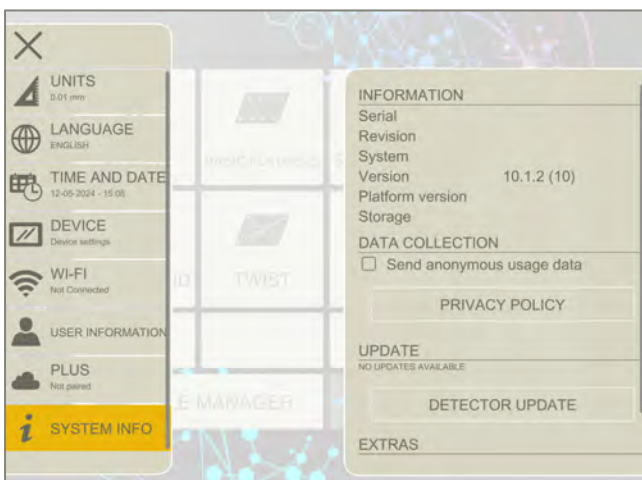 UNITS
0.01 mm
LANGUAGE
ENGLISH
TIME AND DATE
12-05-2024 - 15:08
DEVICE
Device settings
WI-FI
Not Connected
USER INFORMATION
PLUS
Not paired
SYSTEM INFO
TWIST
E MANAGER
INFORMATION
Serial
Revision
System
Version 10.1.2 (10)
Platform version
Storage
DATA COLLECTION
Send anonymous usage data
PRIVACY POLICY
UPDATE
NO UPDATES AVAILABLE
DETECTOR UPDATE
EXTRAS